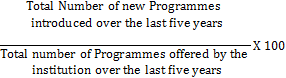 Total Number of new Programmes
introduced over the last five years
X 100
Total number of Programmes offered by the
institution over the last five years